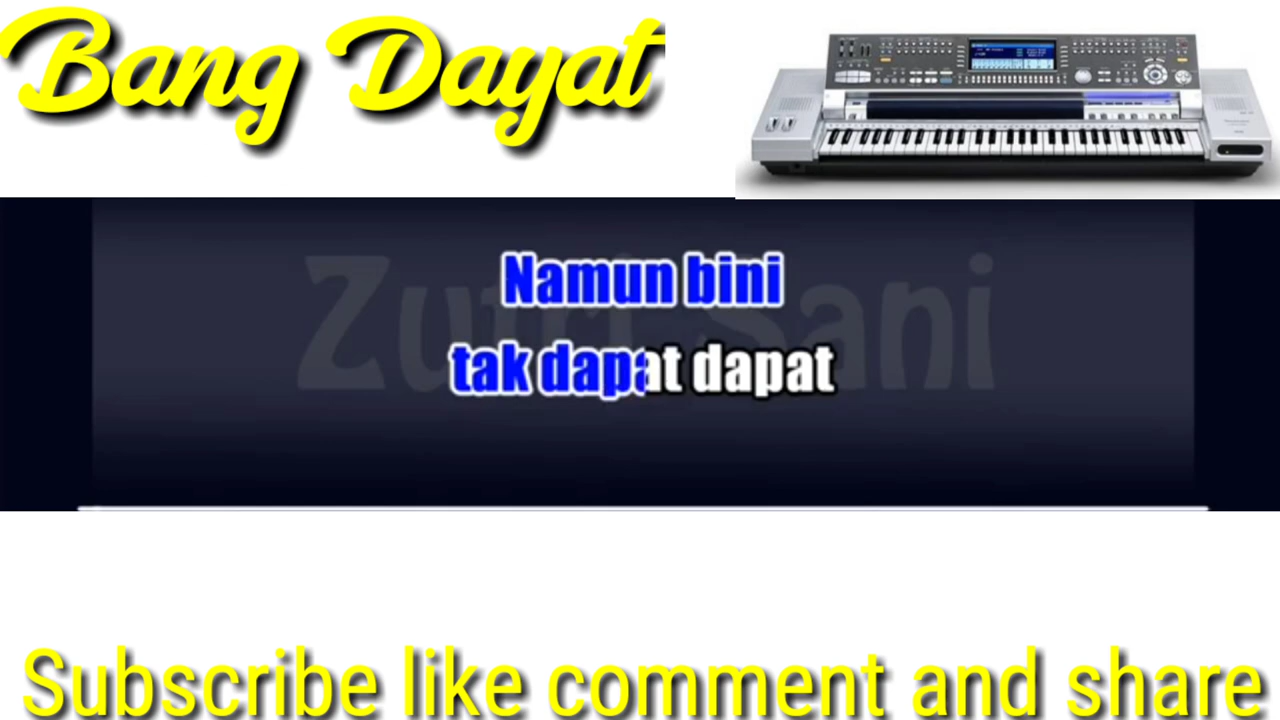 Bang Dayat
Namun bini
tak dapat dapat
Subscribe like comment and share